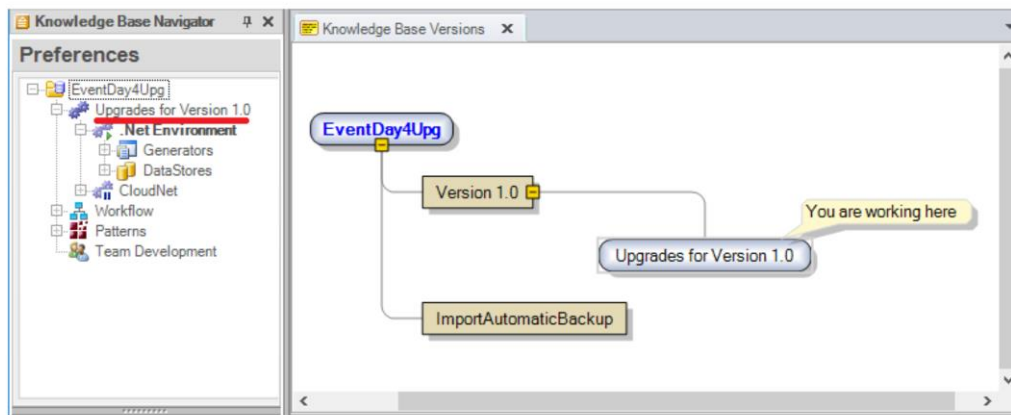 Knowledge Base Navigator
Preferences
EventDay4Upg
Upgrades for Version 1.0
.Net Environment
Generators
DataStores
CloudNet
Workflow
Patterns
Team Development
Knowledge Base Versions
EventDay4Upg
Version 1.0
You are working here
Upgrades for Version 1.0
ImportAutomaticBackup